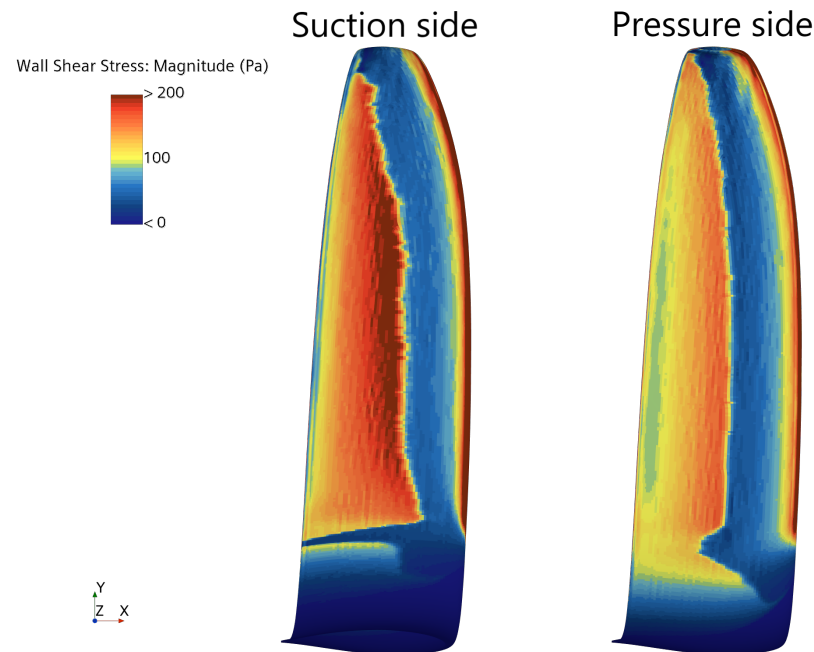 Suction side
Pressure side
Wall Shear Stress: Magnitude (Pa)
> 200
100
< 0
Y
Z
X